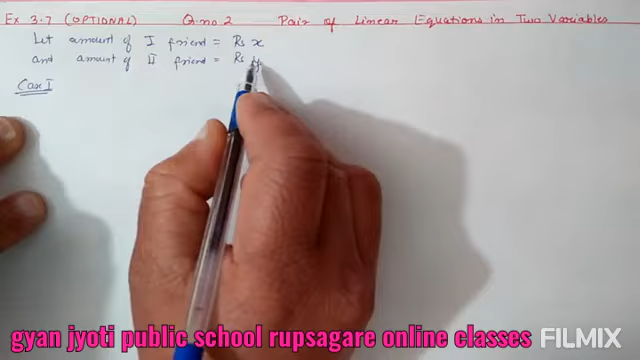 Ex 3.7 (OPTIONAL) Q.no 2 Pair of Linear Equations in Two Variables
Let amount of I friend = Rs x
and amount of II friend = Rs y
Case I
gyan jyoti public school rupsagare online classes
FILMIX